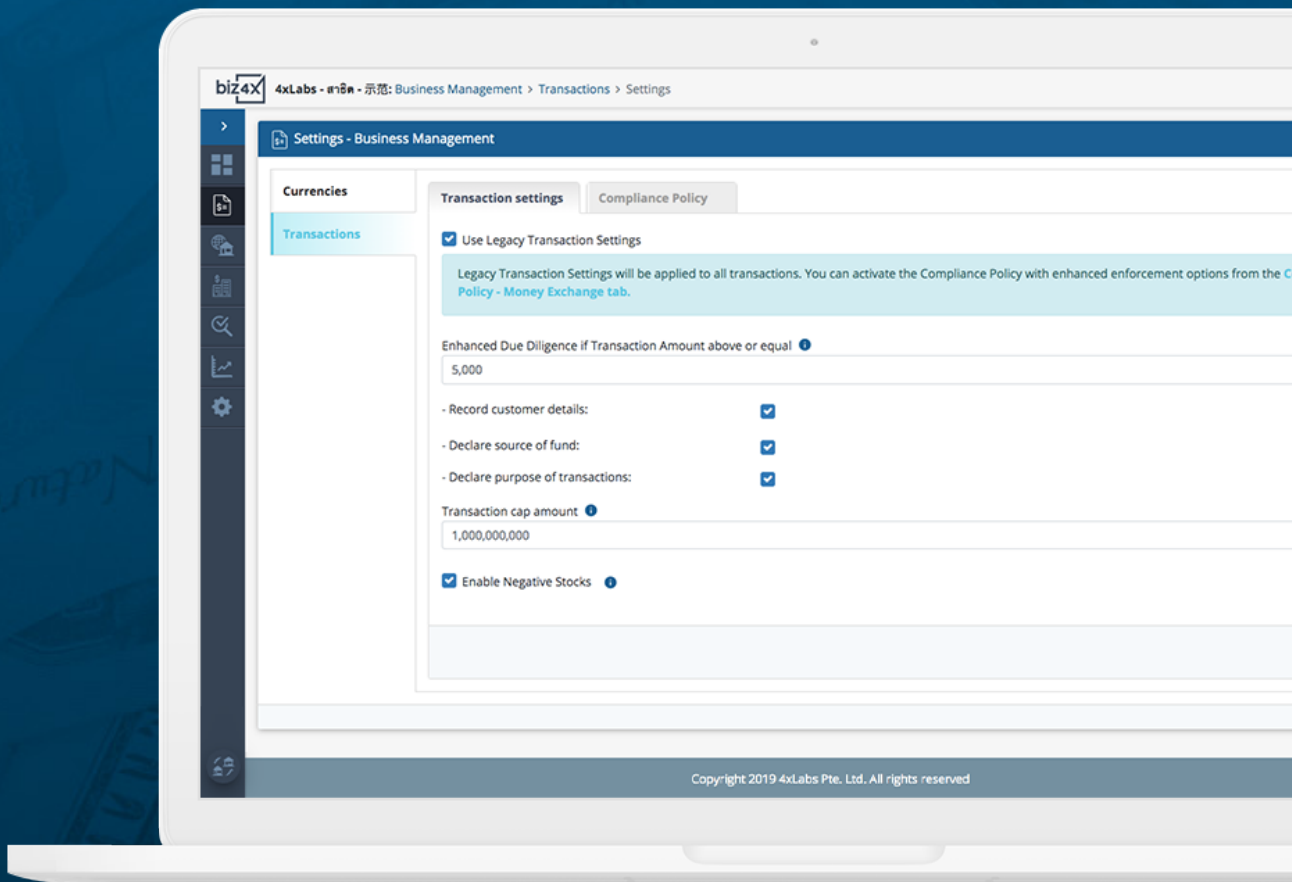 biz4x 4xLabs - สาธิต - 示范: Business Management > Transactions > Settings
Settings - Business Management
Currencies
Transactions
Transaction settings
Compliance Policy
Use Legacy Transaction Settings
Legacy Transaction Settings will be applied to all transactions. You can activate the Compliance Policy with enhanced enforcement options from the C
Policy - Money Exchange tab.
Enhanced Due Diligence if Transaction Amount above or equal
5,000
- Record customer details:
- Declare source of fund:
- Declare purpose of transactions:
Transaction cap amount
1,000,000,000
Enable Negative Stocks
Copyright 2019 4xLabs Pte. Ltd. All rights reserved